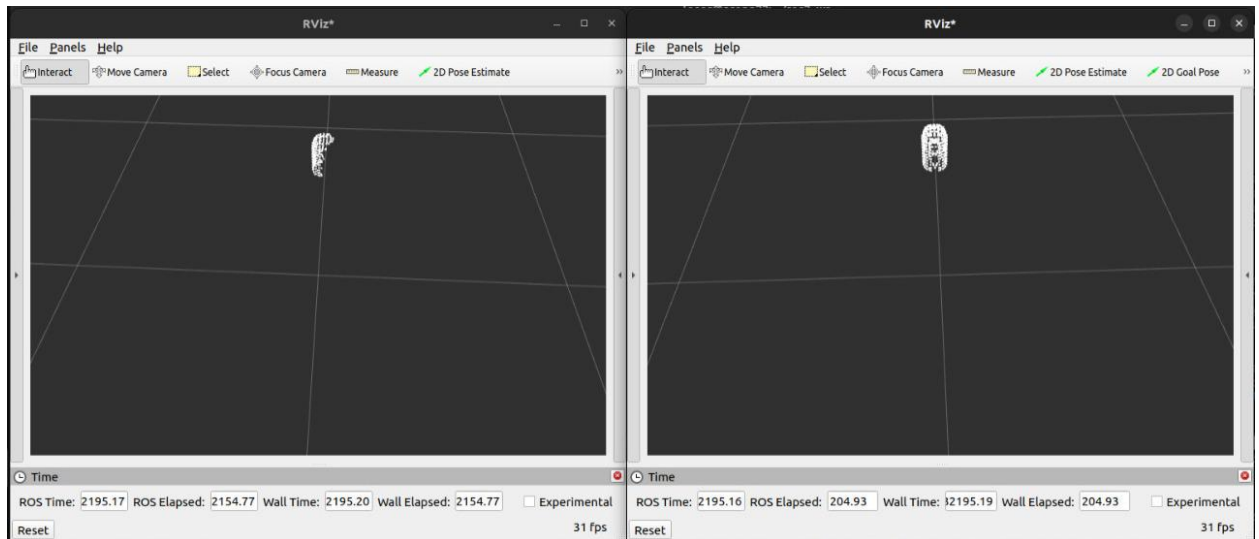 RViz*
File Panels Help
Interact Move Camera Select Focus Camera Measure 2D Pose Estimate »
Time
ROS Time: 2195.17 ROS Elapsed: 2154.77 Wall Time: 2195.20 Wall Elapsed: 2154.77 Experimental
Reset 31 fps
RViz*
File Panels Help
Interact Move Camera Select Focus Camera Measure 2D Pose Estimate 2D Goal Pose »
Time
ROS Time: 2195.16 ROS Elapsed: 204.93 Wall Time: 2195.19 Wall Elapsed: 204.93 Experimental
Reset 31 fps